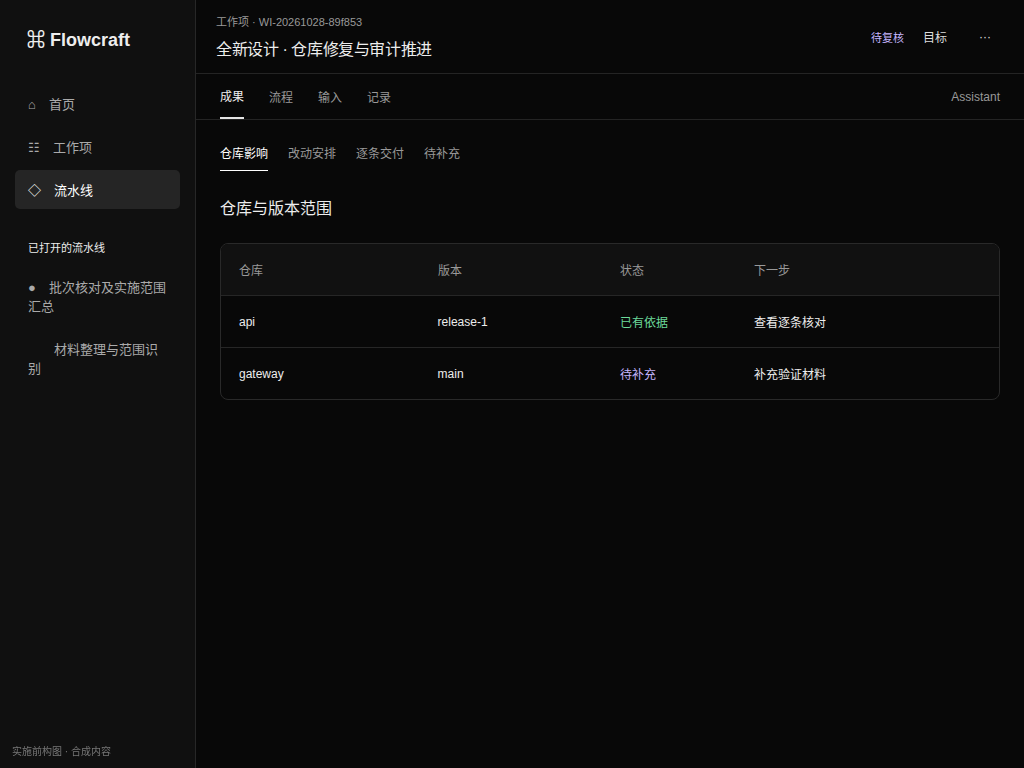 ⌘ Flowcraft
⌂ 首页
☷ 工作项
◇ 流水线
已打开的流水线
● 批次核对及实施范围
汇总
材料整理与范围识
别
实施前构图 · 合成内容
工作项 · WI-20261028-89f853
全新设计 · 仓库修复与审计推进
待复核 目标 ···
成果 流程 输入 记录 Assistant
仓库影响 改动安排 逐条交付 待补充
仓库与版本范围
仓库 版本 状态 下一步
api release-1 已有依据 查看逐条核对
gateway main 待补充 补充验证材料